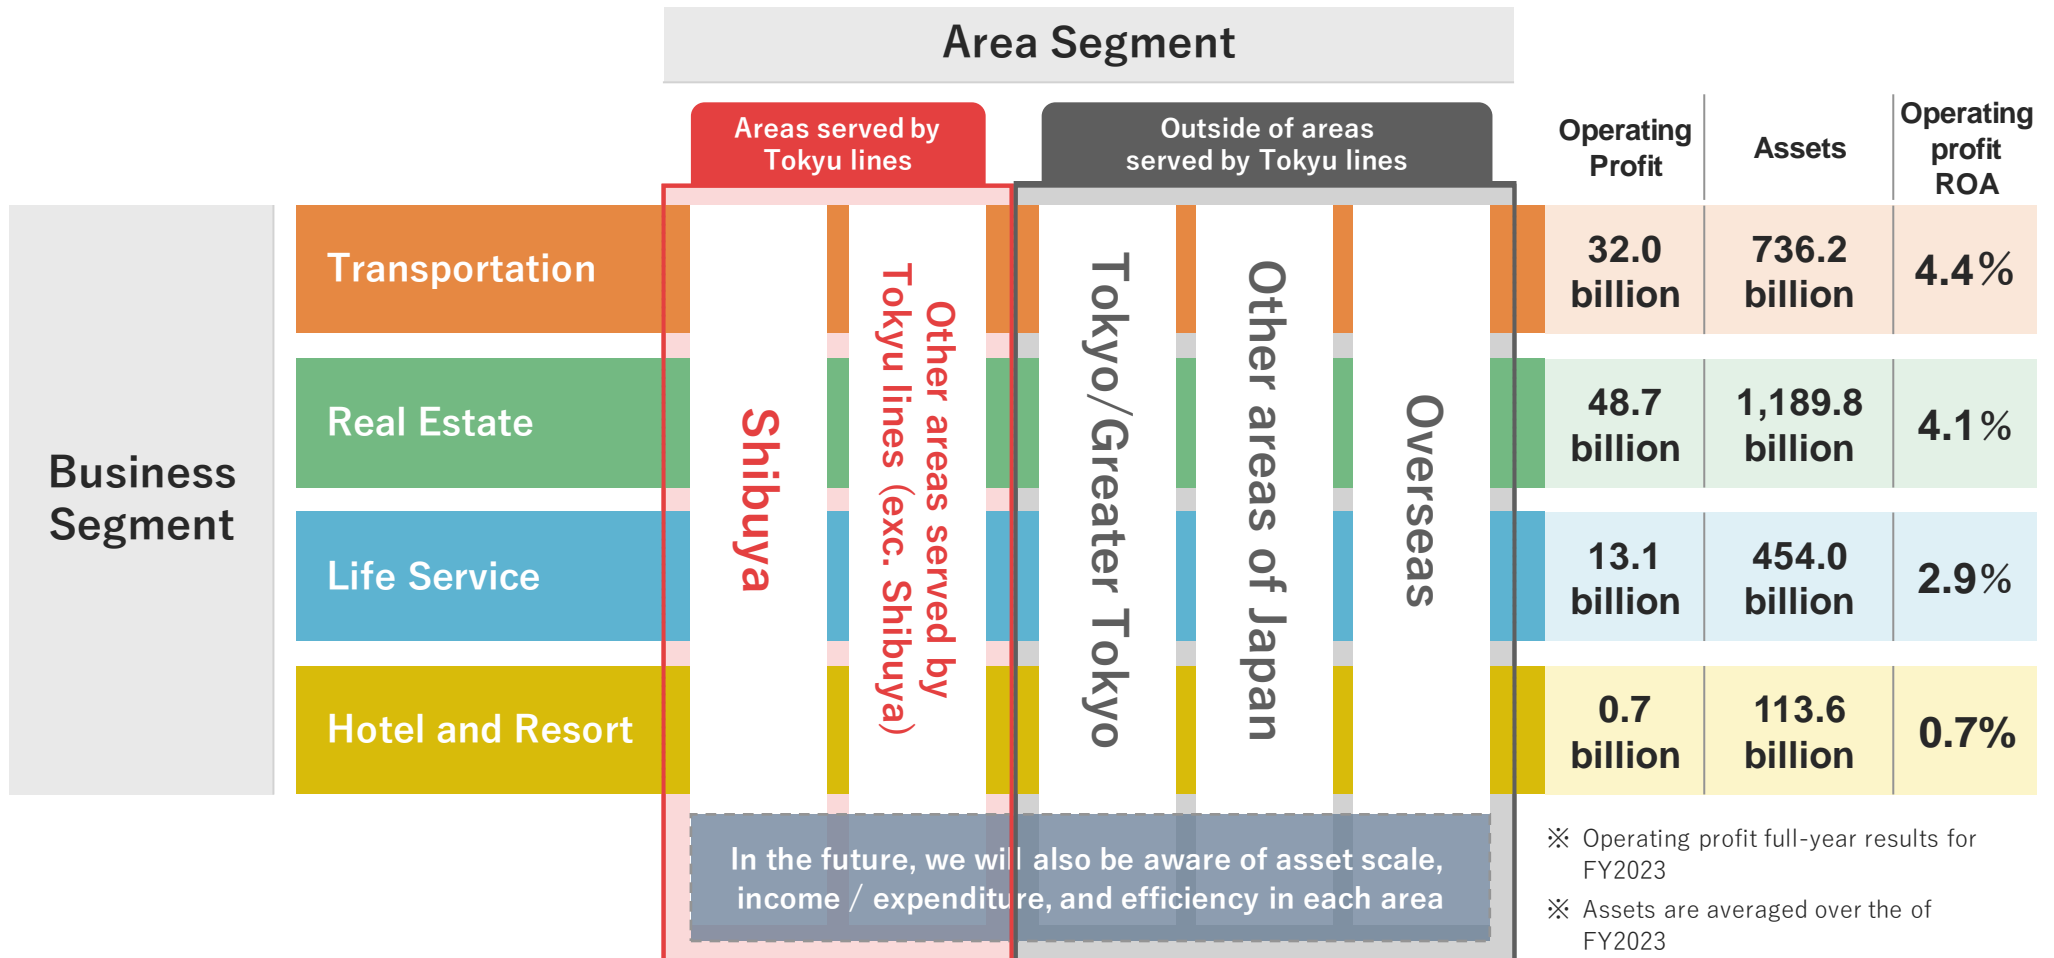 Area Segment
Areas served by
Tokyu lines
Outside of areas
served by Tokyu lines
Operating
Profit
Assets
Operating
profit
ROA
Business
Segment
Transportation
32.0
billion
736.2
billion
4.4%
Real Estate
48.7
billion
1,189.8
billion
4.1%
Life Service
13.1
billion
454.0
billion
2.9%
Hotel and Resort
0.7
billion
113.6
billion
0.7%
Shibuya
Other areas served by
Tokyu lines (exc. Shibuya)
Tokyo/Greater Tokyo
Other areas of Japan
Overseas
In the future, we will also be aware of asset scale,
income / expenditure, and efficiency in each area
※ Operating profit full-year results for
FY2023
※ Assets are averaged over the of
FY2023